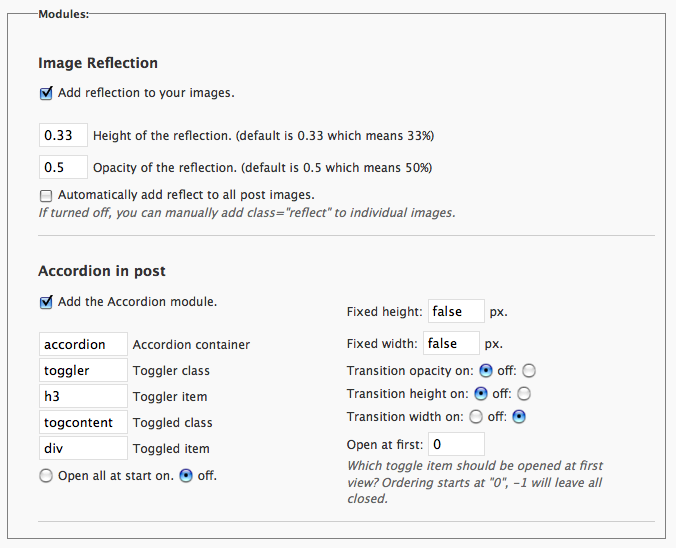 Modules:
Image Reflection
Add reflection to your images.
0.33 Height of the reflection. (default is 0.33 which means 33%)
0.5 Opacity of the reflection. (default is 0.5 which means 50%)
Automatically add reflect to all post images.
If turned off, you can manually add class="reflect" to individual images.
Accordion in post
Add the Accordion module.
accordion Accordion container
toggler Toggler class
h3 Toggler item
togcontent Toggled class
div Toggled item
Open all at start on. off.
Fixed height: false px.
Fixed width: false px.
Transition opacity on: off:
Transition height on: off:
Transition width on: off:
Open at first: 0
Which toggle item should be opened at first
view? Ordering starts at "0", -1 will leave all
closed.